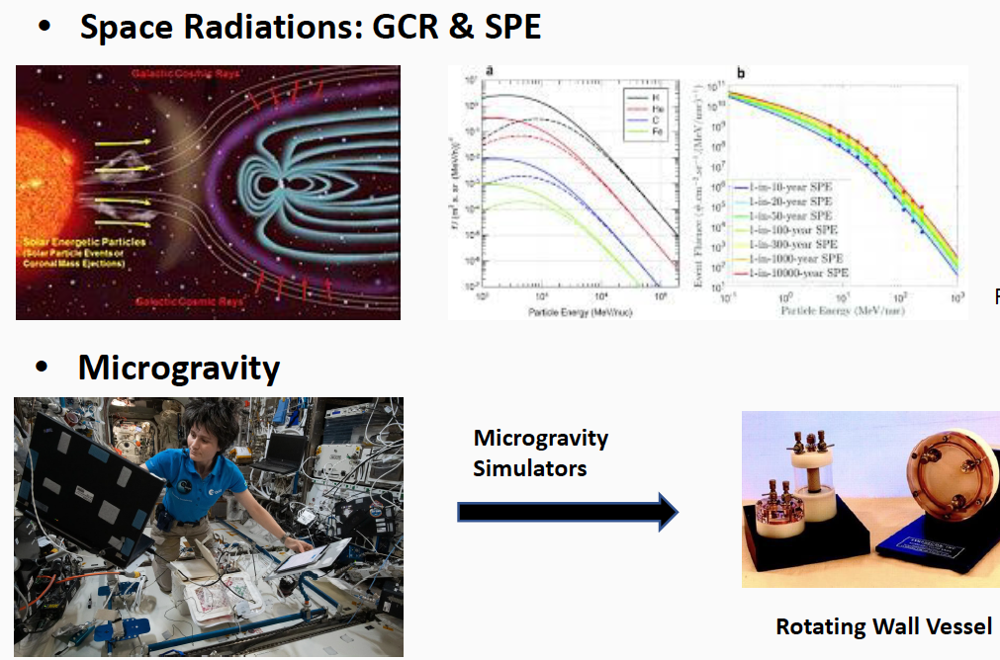 • Space Radiations: GCR & SPE
Galactic Cosmic Rays
Solar Energetic Particles
(Solar Particle Events or
Coronal Mass Ejections)
Galactic Cosmic Rays
a
H
He
C
Fe
Particle Energy (MeV/nuc)
b
1-in-10-year SPE
1-in-20-year SPE
1-in-50-year SPE
1-in-100-year SPE
1-in-300-year SPE
1-in-1000-year SPE
1-in-10000-year SPE
Particle Energy (MeV/nuc)
• Microgravity
Microgravity
Simulators
Rotating Wall Vessel